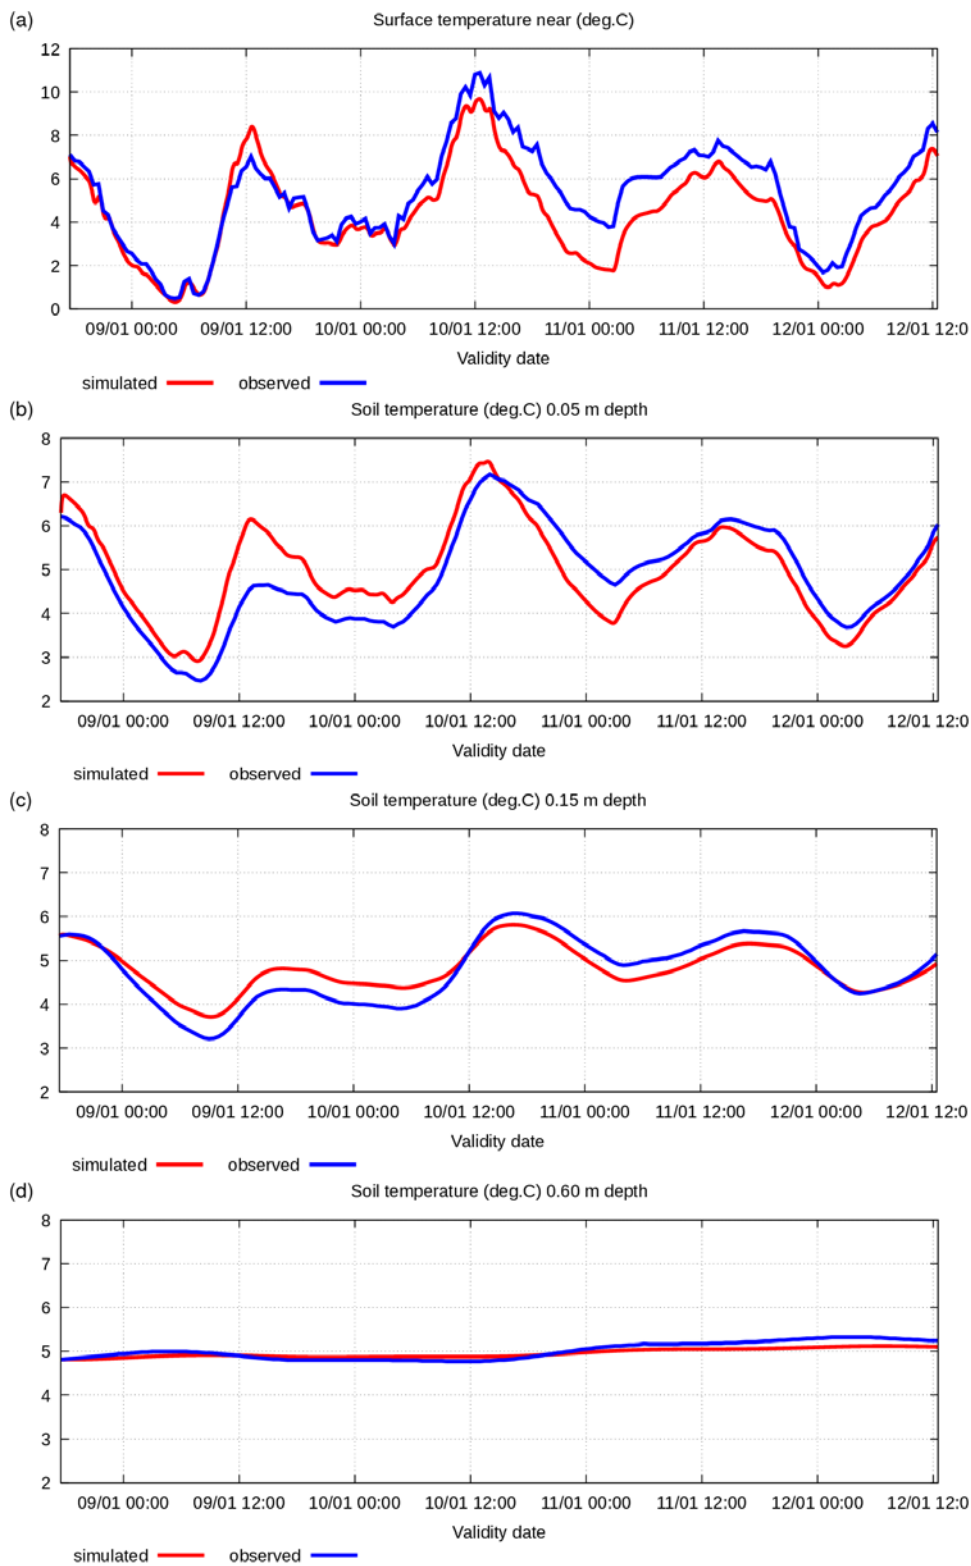 (a) Surface temperature near (deg.C)
12
10
8
6
4
2
0
09/01 00:00 09/01 12:00 10/01 00:00 10/01 12:00 11/01 00:00 11/01 12:00 12/01 00:00 12/01 12:0
Validity date
simulated observed
(b) Soil temperature (deg.C) 0.05 m depth
8
7
6
5
4
3
2
09/01 00:00 09/01 12:00 10/01 00:00 10/01 12:00 11/01 00:00 11/01 12:00 12/01 00:00 12/01 12:0
Validity date
simulated observed
(c) Soil temperature (deg.C) 0.15 m depth
8
7
6
5
4
3
2
09/01 00:00 09/01 12:00 10/01 00:00 10/01 12:00 11/01 00:00 11/01 12:00 12/01 00:00 12/01 12:0
Validity date
simulated observed
(d) Soil temperature (deg.C) 0.60 m depth
8
7
6
5
4
3
2
09/01 00:00 09/01 12:00 10/01 00:00 10/01 12:00 11/01 00:00 11/01 12:00 12/01 00:00 12/01 12:0
Validity date
simulated observed